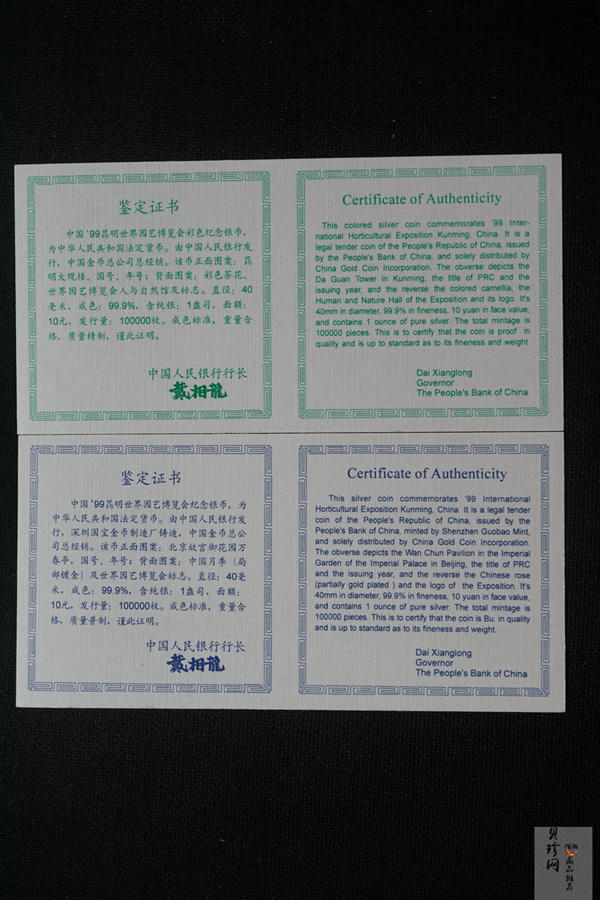 鉴定证书
中国'99昆明世界园艺博览会彩色纪念银币,
为中华人民共和国法定货币。由中国人民银行发
行，中国金币总公司总经销。该币正面图案：昆
明大观楼、国号、年号；背面图案：彩色茶花、
世界园艺博览会人与自然馆及标志。直径：40
毫米，成色：99.9%，含纯银：1盎司，面额：
10元，发行量：100000枚。成色标准，重量合
格，质量精制，谨此证明。
中国人民银行行长
戴相龍
Certificate of Authenticity
This colored silver coin commemorates '99 Inter-
national Horticultural Exposition Kunming, China. It is a
legal tender coin of the People's Republic of China, issued
by the People's Bank of China, and solely distributed by
China Gold Coin Incorporation. The obverse depicts the
Da Guan Tower in Kunming, the title of PRC and the
issuing year, and the reverse the colored camellia, the
Human and Nature Hall of the Exposition and its logo. It's
40mm in diameter, 99.9% in fineness, 10 yuan in face value,
and contains 1 ounce of pure silver. The total mintage is
100000 pieces. This is to certify that the coin is proof in
quality and is up to standard as to its fineness and weight.
Dai Xianglong
Governor
The People's Bank of China
鉴定证书
中国'99昆明世界园艺博览会纪念银币，为
中华人民共和国法定货币。由中国人民银行发
行，深圳国宝金币制造厂铸造，中国金币总公
司总经销。该币正面图案：北京故宫御花园万
春亭，国号、年号；背面图案：中国月季（局
部镀金）及世界园艺博览会标志。直径：40毫
米，成色：99.9%，含纯银：1盎司，面额：
10元，发行量：100000枚。成色标准，重量合
格、质量普制，谨此证明。
中国人民银行行长
戴相龍
Certificate of Authenticity
This silver coin commemorates '99 International
Horticultural Exposition Kunming, China. It is a legal tender
coin of the People's Republic of China, issued by the
People's Bank of China, minted by Shenzhen Guobao Mint,
and solely distributed by China Gold Coin Incorporation.
The obverse depicts the Wan Chun Pavilion in the Imperial
Garden of the Imperial Palace in Beijing, the title of PRC
and the issuing year, and the reverse the Chinese rose
(partially gold plated ) and the logo of the Exposition. It's
40mm in diameter, 99.9% in fineness, 10 yuan in face value,
and contains 1 ounce of pure silver. The total mintage is
100000 pieces. This is to certify that the coin is Bu. in quality
and is up to standard as to its fineness and weight.
Dai Xianglong
Governor
The People's Bank of China
贝珍网
藏品推荐